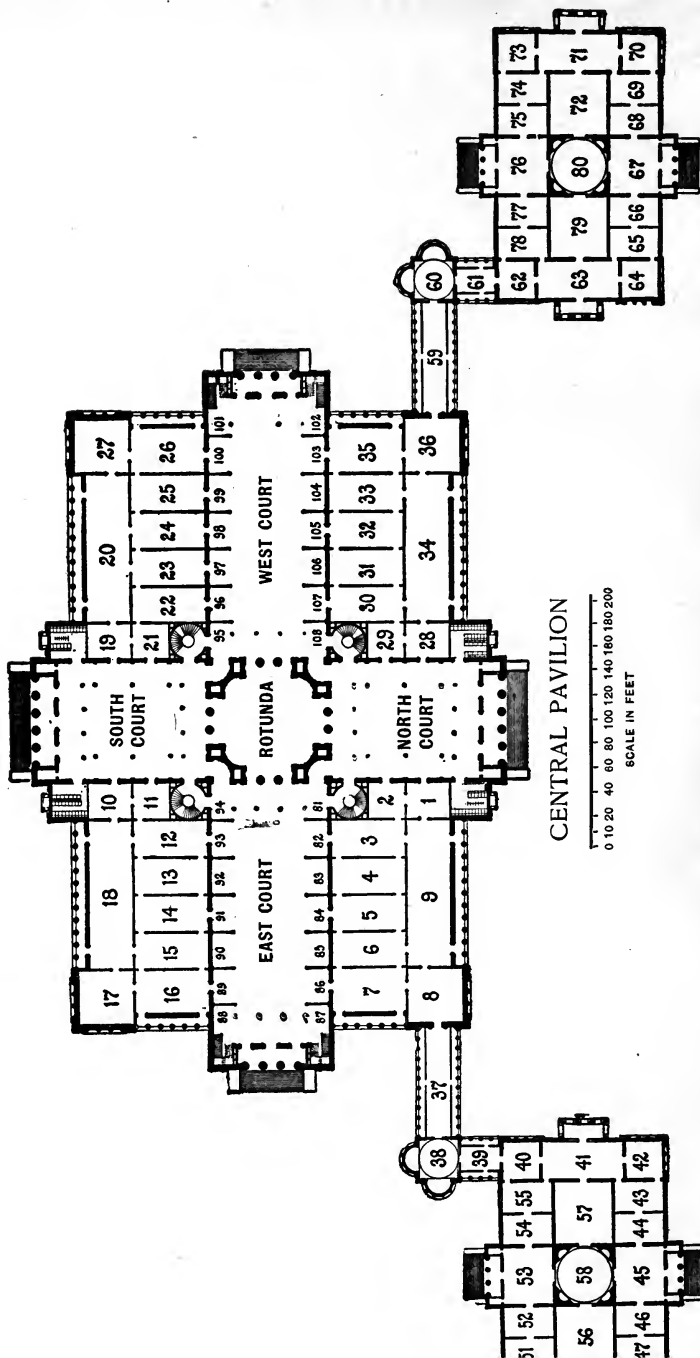 17 18 10 19 20 27
SOUTH
COURT
16 15 14 13 12 11 21 22 23 24 25 26
88 89 90 91 92 93 94 95 96 97 98 99 100 101
EAST COURT ROTUNDA WEST COURT
87 86 85 84 83 82 81 108 107 106 105 104 103 102
7 6 5 4 3 2 29 30 31 32 33 35
NORTH
COURT
38 37 8 9 1 28 34 36 59 60
39 61
51 52 53 54 55 40 62 78 77 76 75 74 73
56 58 57 41 63 79 80 72 71
47 46 45 44 43 42 64 65 66 67 68 69 70
CENTRAL PAVILION
0 10 20 40 60 80 100 120 140 160 180 200
SCALE IN FEET